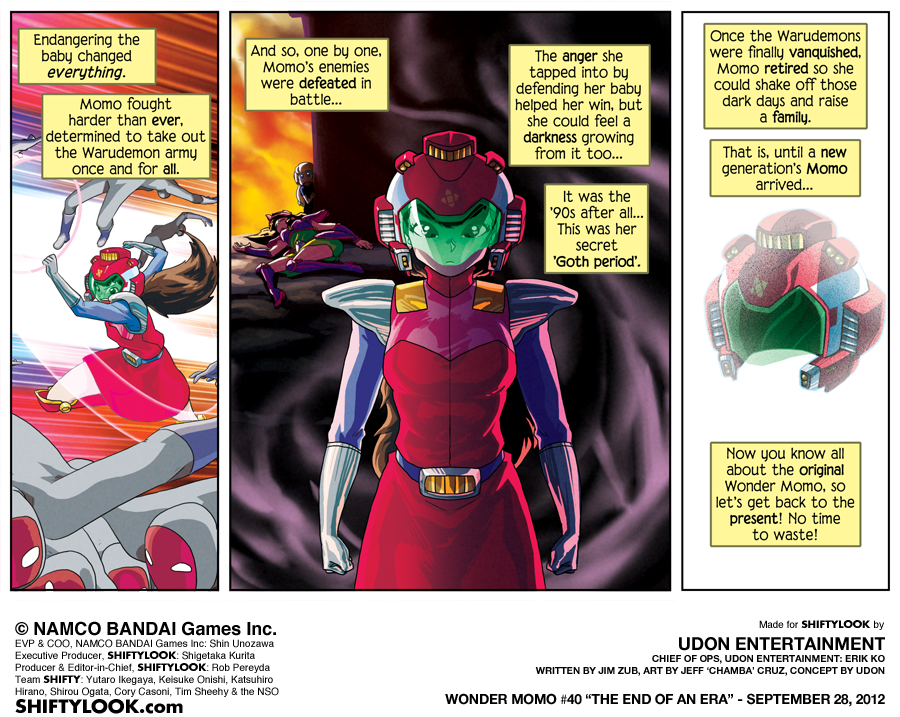 Endangering the
baby changed
everything.
Momo fought
harder than ever,
determined to take out
the Warudemon army
once and for all.
And so, one by one,
Momo's enemies
were defeated in
battle...
The anger she
tapped into by
defending her baby
helped her win, but
she could feel a
darkness growing
from it too...
It was the
'90s after all...
This was her
secret
'Goth period'.
Once the Warudemons
were finally vanquished,
Momo retired so she
could shake off those
dark days and raise
a family.
That is, until a new
generation's Momo
arrived...
Now you know all
about the original
Wonder Momo, so
let's get back to the
present! No time
to waste!
© NAMCO BANDAI Games Inc.
EVP & COO, NAMCO BANDAI Games Inc: Shin Unozawa
Executive Producer, SHIFTYLOOK: Shigetaka Kurita
Producer & Editor-in-Chief, SHIFTYLOOK: Rob Pereyda
Team SHIFTY: Yutaro Ikegaya, Keisuke Onishi, Katsuhiro
Hirano, Shirou Ogata, Cory Casoni, Tim Sheehy & the NSO
SHIFTYLOOK.com
Made for SHIFTYLOOK by
UDON ENTERTAINMENT
CHIEF OF OPS, UDON ENTERTAINMENT: ERIK KO
WRITTEN BY JIM ZUB, ART BY JEFF 'CHAMBA' CRUZ, CONCEPT BY UDON
WONDER MOMO #40 "THE END OF AN ERA" - SEPTEMBER 28, 2012